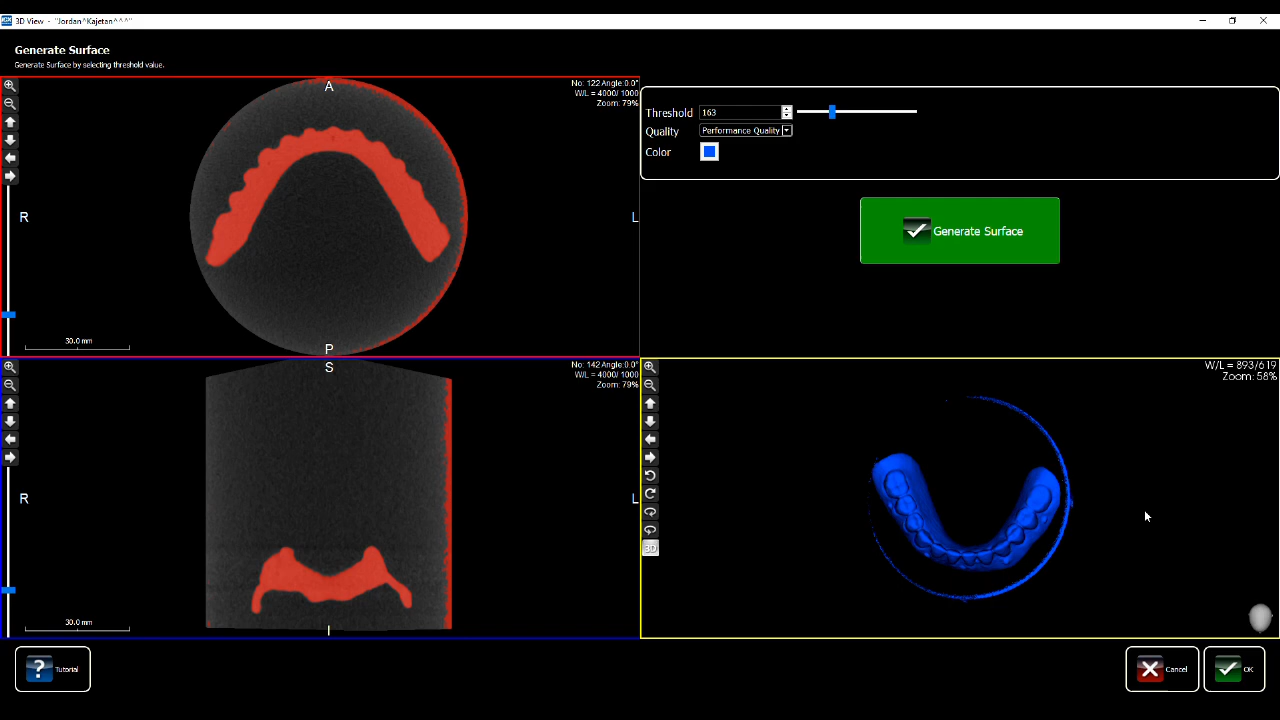 3D View - "Jordan^Kajetan^^^"
Generate Surface
Generate Surface by selecting threshold value.
A
No: 122 Angle:0.0°
W/L = 4000/ 1000
Zoom: 79%
R
L
30.0 mm
P
Threshold 163
Quality Performance Quality
Color
Generate Surface
S
No: 142 Angle:0.0°
W/L = 4000/ 1000
Zoom: 79%
R
L
30.0 mm
I
W/L = 893/619
Zoom: 58%
3D
? Tutorial
Cancel
OK